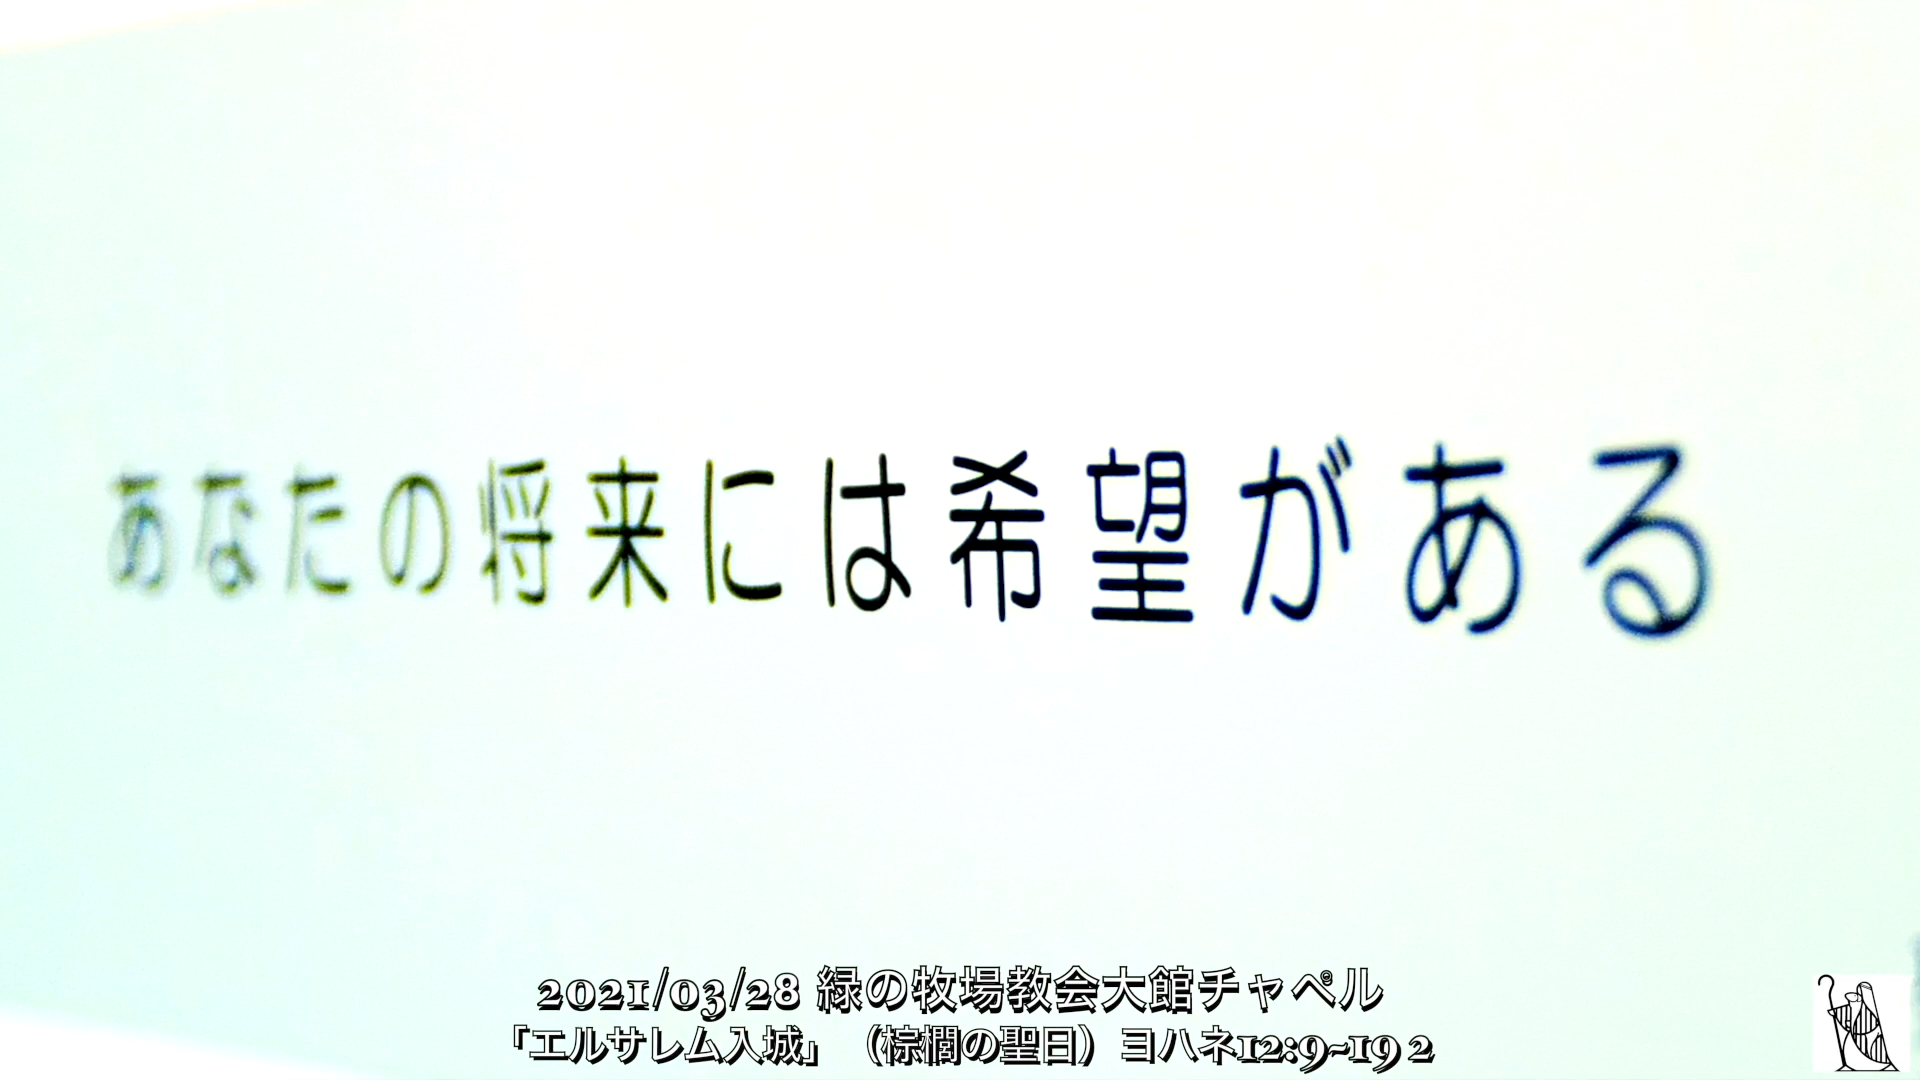 あなたの将来には希望がある
2021/03/28 緑の牧場教会大館チャペル
「エルサレム入城」（棕櫚の聖日）ヨハネ12:9~19 2